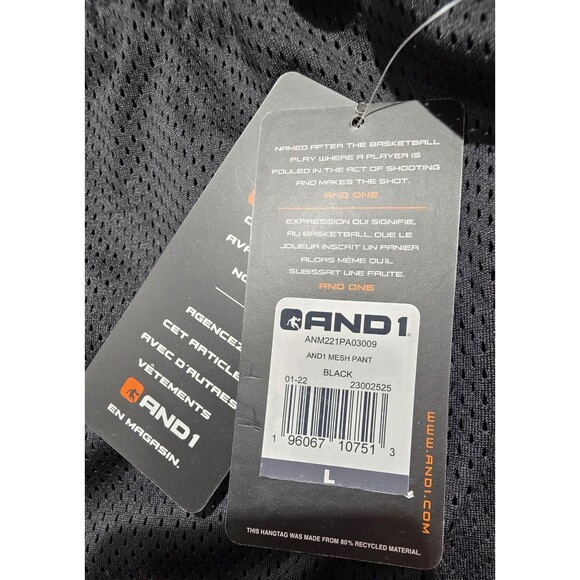 NAMED AFTER THE BASKETBALL
PLAY WHERE A PLAYER IS
FOULED IN THE ACT OF SHOOTING
AND MAKES THE SHOT.
AND ONE
EXPRESSION QUI SIGNIFIE,
AU BASKETBALL, QUE LE
JOUEUR INSCRIT UN PANIER
ALORS MÊME QU'IL
SUBISSAIT UNE FAUTE.
AND ONE
AND1
ANM221PA03009
AND1 MESH PANT
BLACK
01-22 23002525
1 96067 10751 3
L
WWW.AND1.COM
THIS HANGTAG WAS MADE FROM 80% RECYCLED MATERIAL.
AGENCEZ
CET ARTICLE
AVEC D'AUTRES
VÊTEMENTS
AND1
EN MAGASIN.